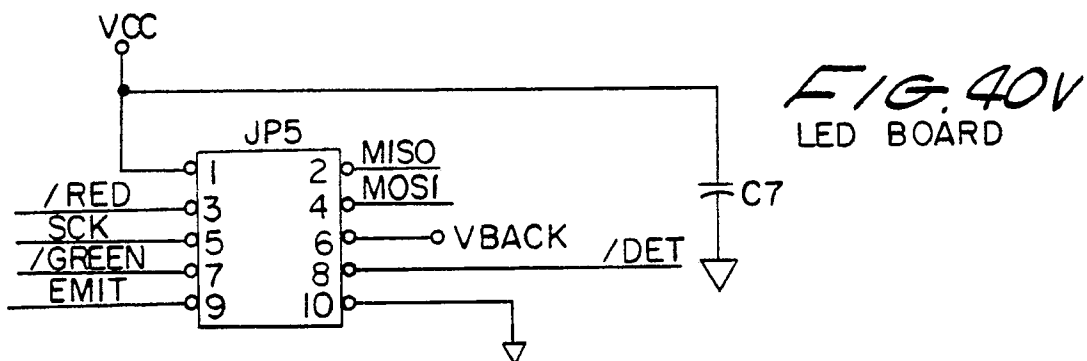 VCC
FIG. 40V
LED BOARD
JP5
1 2 MISO
/RED 3 4 MOSI
SCK 5 6 VBACK
/GREEN 7 8 /DET
EMIT 9 10
C7